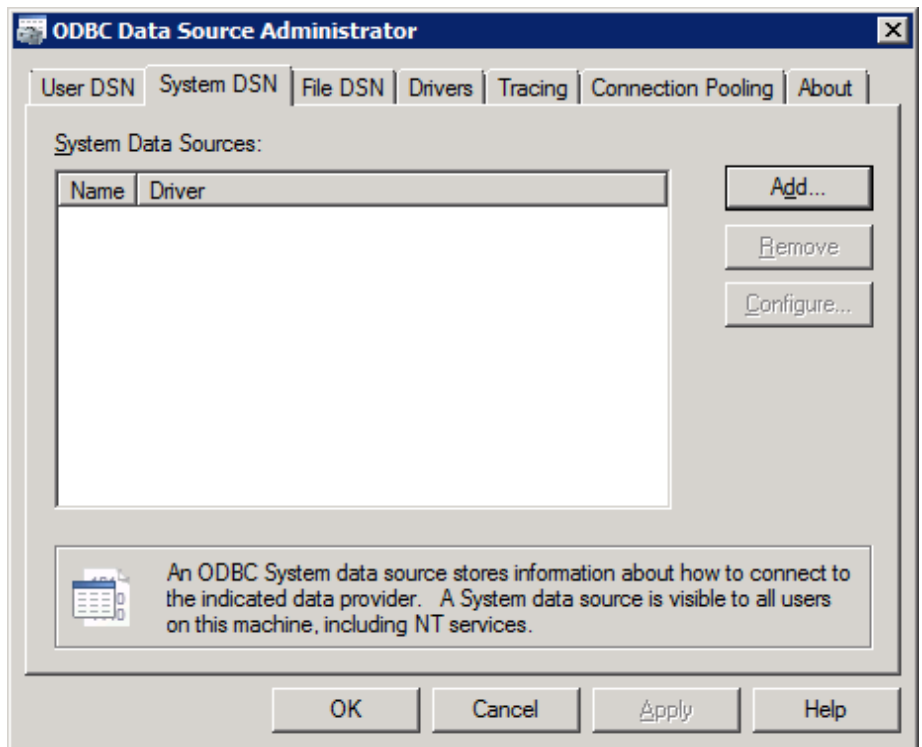 ODBC Data Source Administrator
User DSN System DSN File DSN Drivers Tracing Connection Pooling About
System Data Sources:
Name Driver
Add...
Remove
Configure...
An ODBC System data source stores information about how to connect to
the indicated data provider. A System data source is visible to all users
on this machine, including NT services.
OK Cancel Apply Help